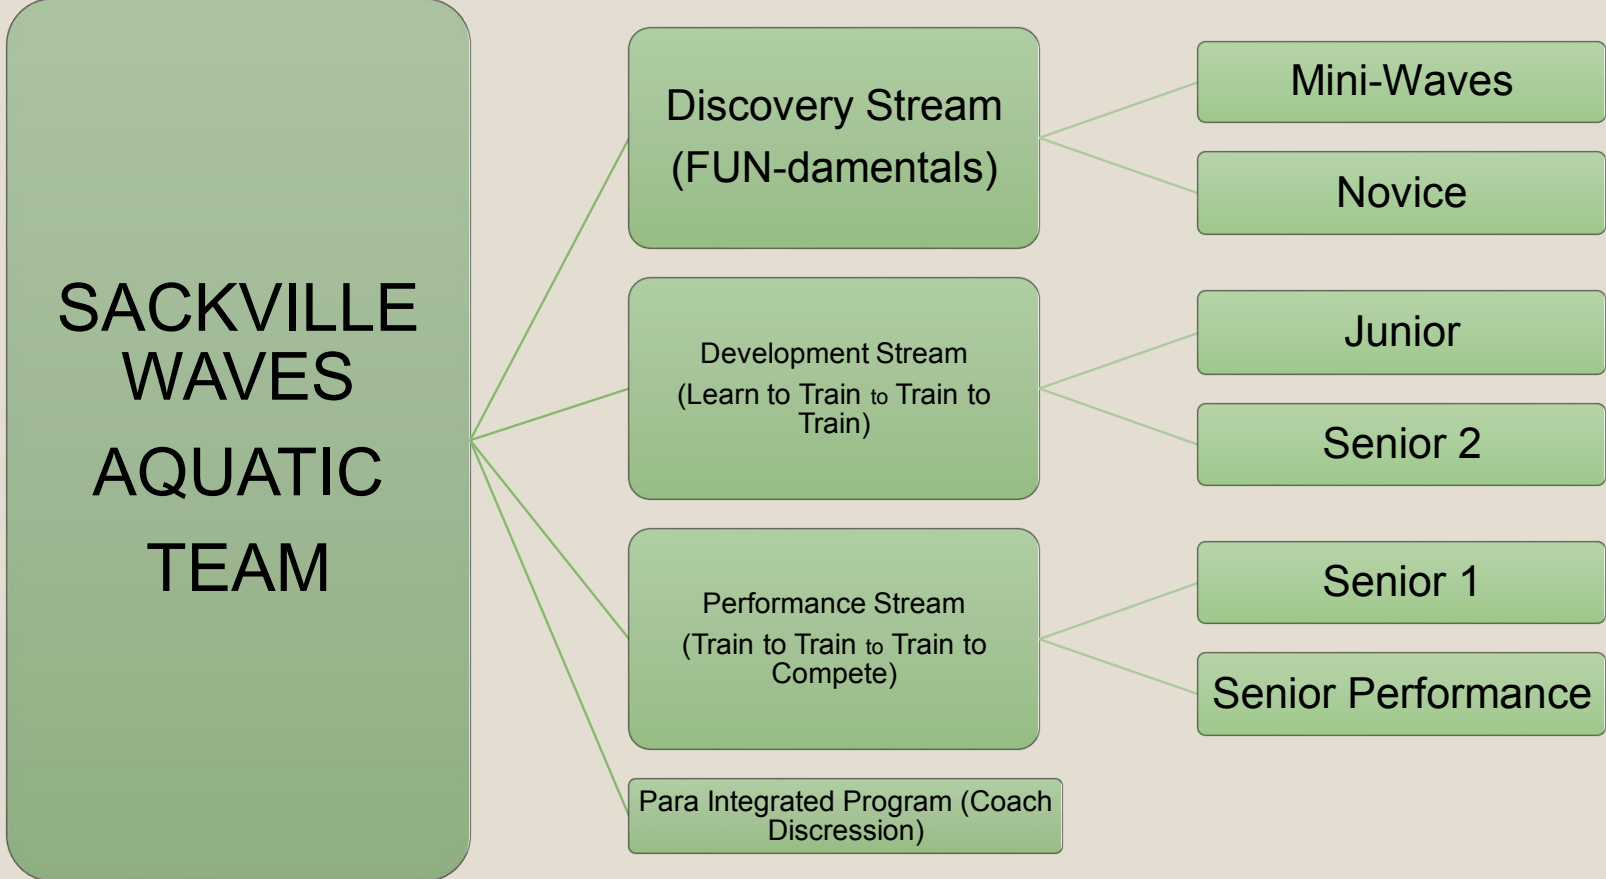 SACKVILLE
WAVES
AQUATIC
TEAM
Discovery Stream
(FUN-damentals)
Mini-Waves
Novice
Development Stream
(Learn to Train to Train to
Train)
Junior
Senior 2
Performance Stream
(Train to Train to Train to
Compete)
Senior 1
Senior Performance
Para Integrated Program (Coach
Discression)